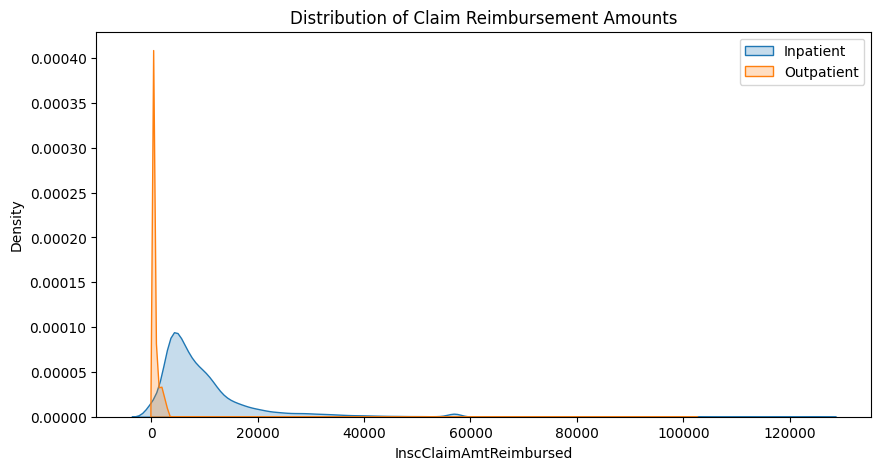 Distribution of Claim Reimbursement Amounts
Inpatient
Outpatient
0.00040
0.00035
0.00030
0.00025
0.00020
0.00015
0.00010
0.00005
0.00000
Density
0 20000 40000 60000 80000 100000 120000
InscClaimAmtReimbursed